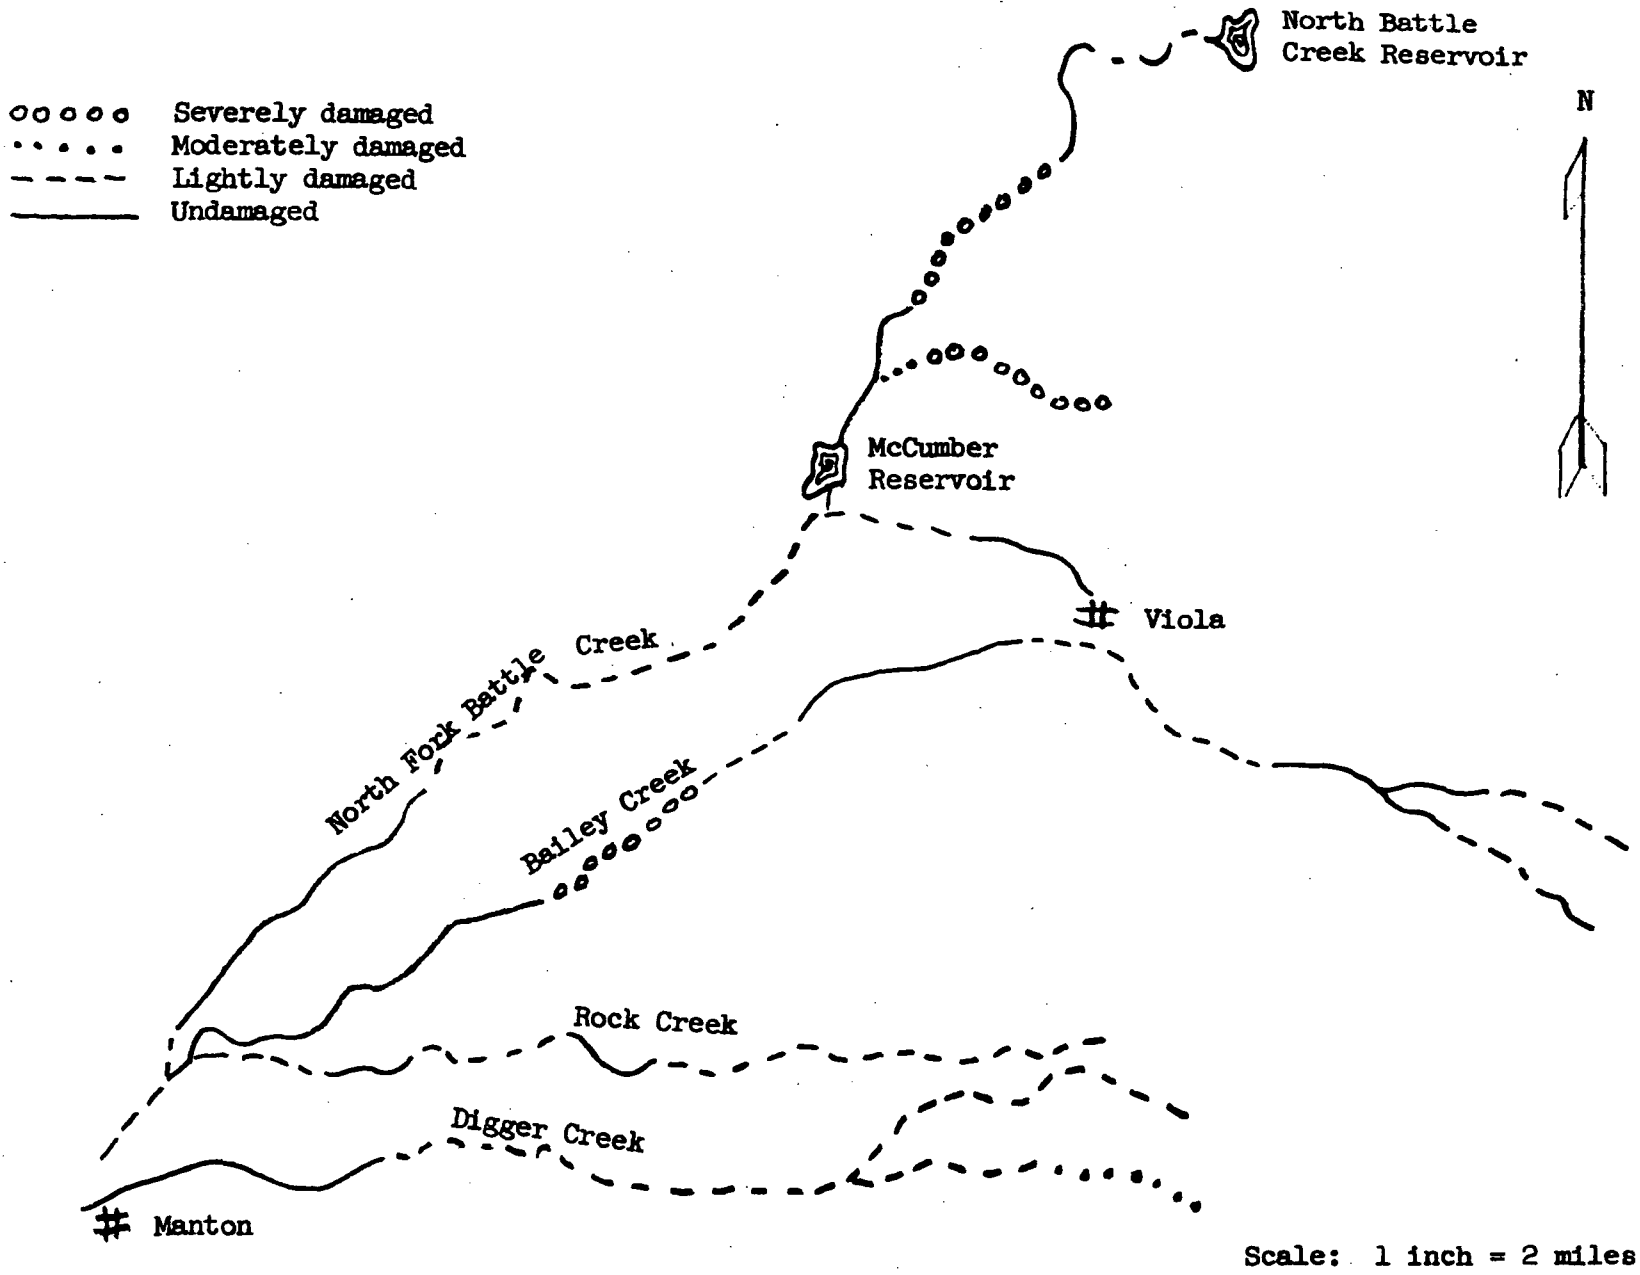 North Battle
Creek Reservoir
N
Severely damaged
Moderately damaged
Lightly damaged
Undamaged
McCumber
Reservoir
Viola
North Fork Battle Creek
Bailey Creek
Rock Creek
Digger Creek
Manton
Scale: 1 inch = 2 miles